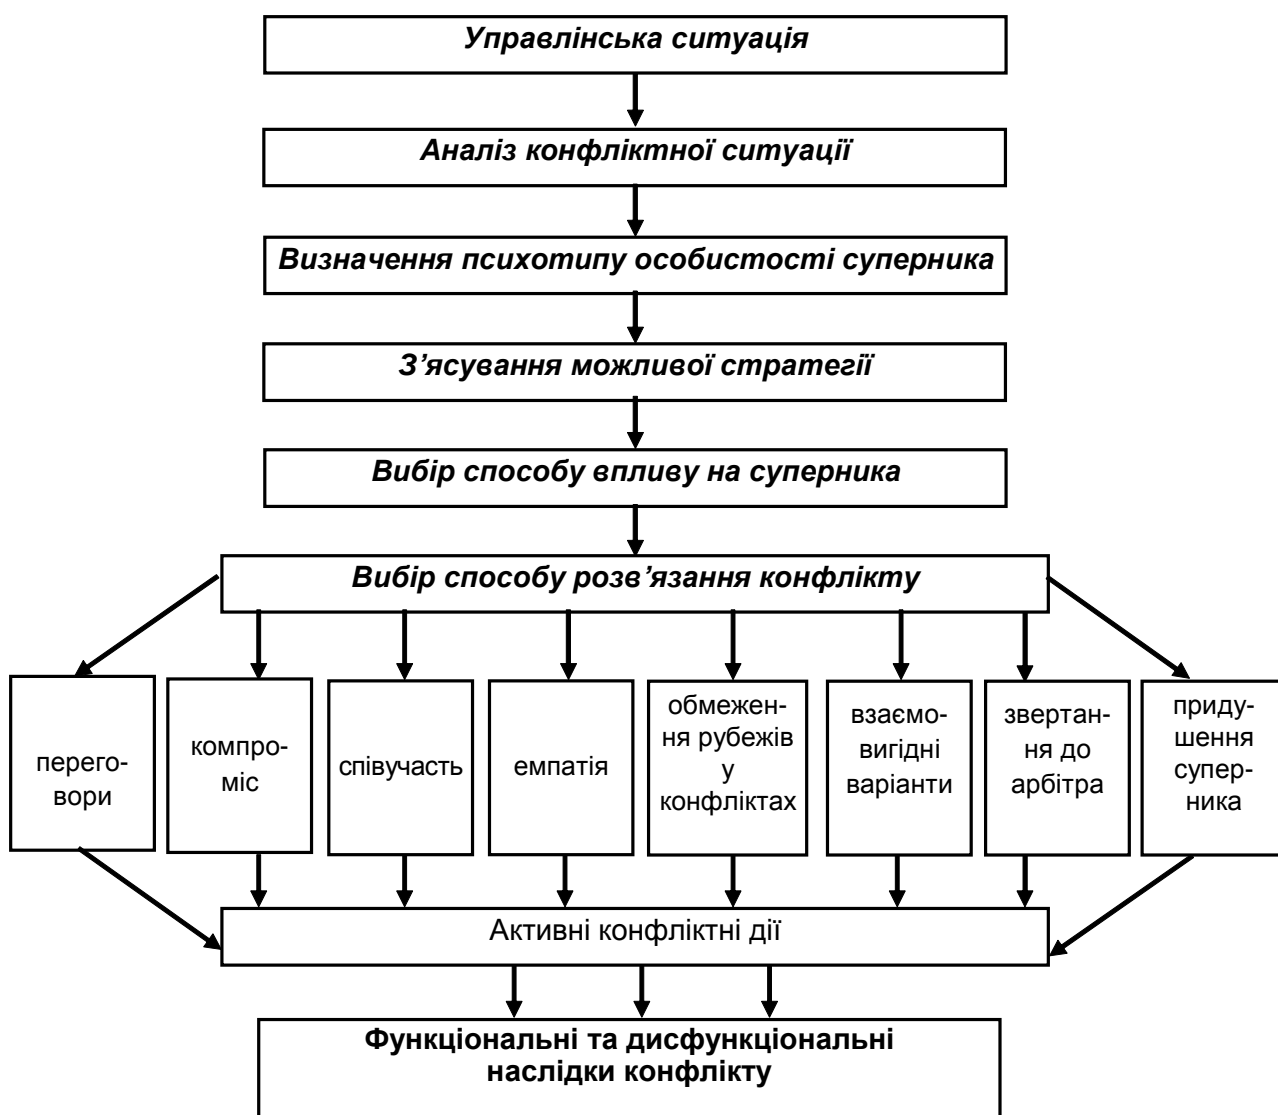 Управлінська ситуація
Аналіз конфліктної ситуації
Визначення психотипу особистості суперника
З’ясування можливої стратегії
Вибір способу впливу на суперника
Вибір способу розв’язання конфлікту
перего-
вори
компро-
міс
співучасть
емпатія
обмежен-
ня рубежів
у
конфліктах
взаємо-
вигідні
варіанти
звертан-
ня до
арбітра
приду-
шення
супер-
ника
Активні конфліктні дії
Функціональні та дисфункціональні
наслідки конфлікту